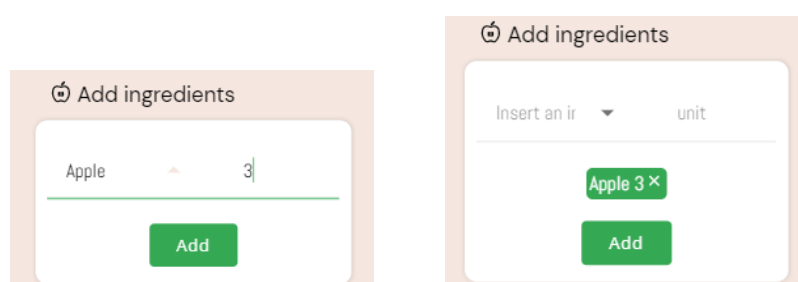 Add ingredients
Apple 3
Add
Add ingredients
Insert an ir unit
Apple 3 ×
Add